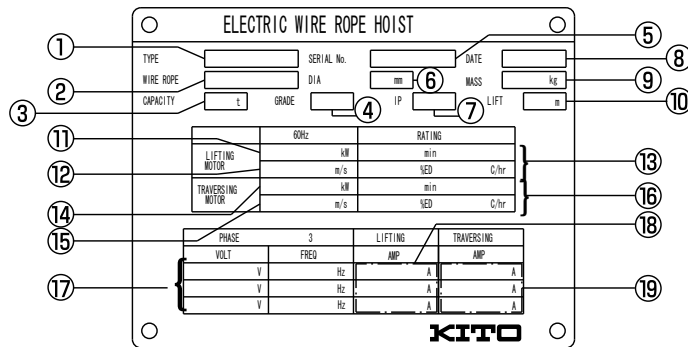 ELECTRIC WIRE ROPE HOIST
① TYPE SERIAL No. ⑤ DATE ⑧
② WIRE ROPE DIA mm ⑥ MASS kg ⑨
③ CAPACITY t GRADE ④ IP ⑦ LIFT m ⑩
60Hz RATING
⑪ LIFTING MOTOR kW min ⑬
⑫ m/s %ED C/hr
⑭ TRAVERSING MOTOR kW min ⑯
⑮ m/s %ED C/hr
PHASE 3 LIFTING TRAVERSING ⑱
VOLT FREQ AMP AMP
V Hz A A
⑰ V Hz A A ⑲
V Hz A A
KITO